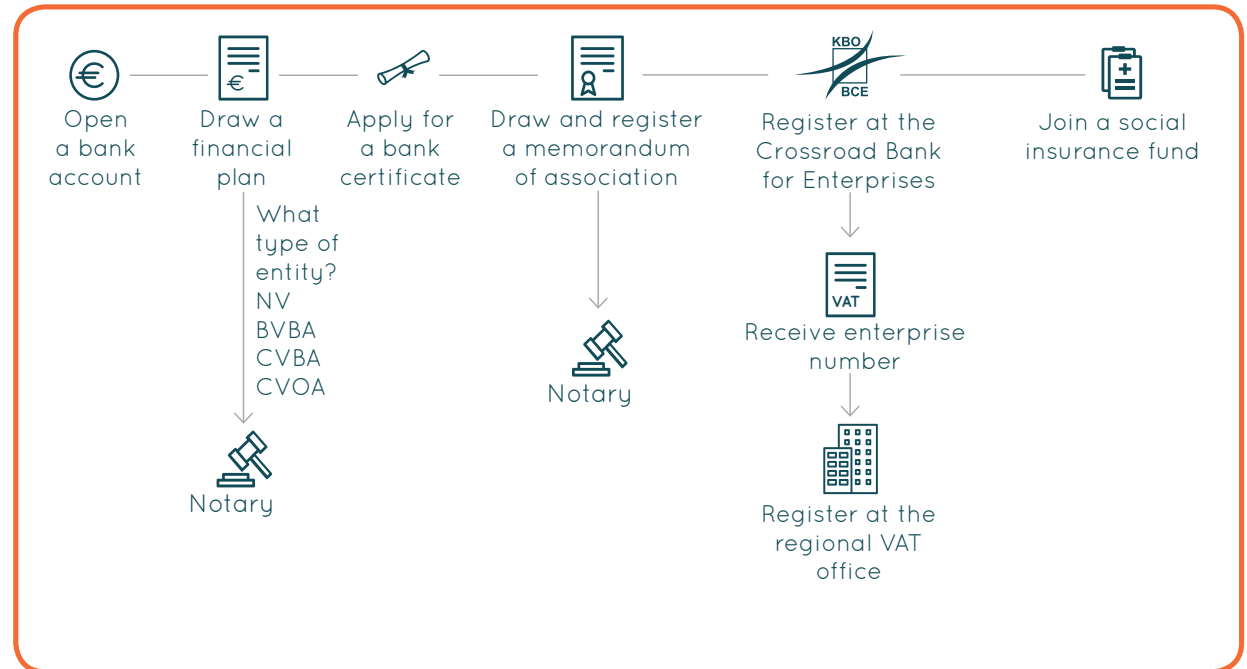 Open
a bank
account
Draw a
financial
plan
Apply for
a bank
certificate
Draw and register
a memorandum
of association
KBO
BCE
Register at the
Crossroad Bank
for Enterprises
Join a social
insurance fund
What
type of
entity?
NV
BVBA
CVBA
CVOA
Notary
Notary
VAT
Receive enterprise
number
Register at the
regional VAT
office